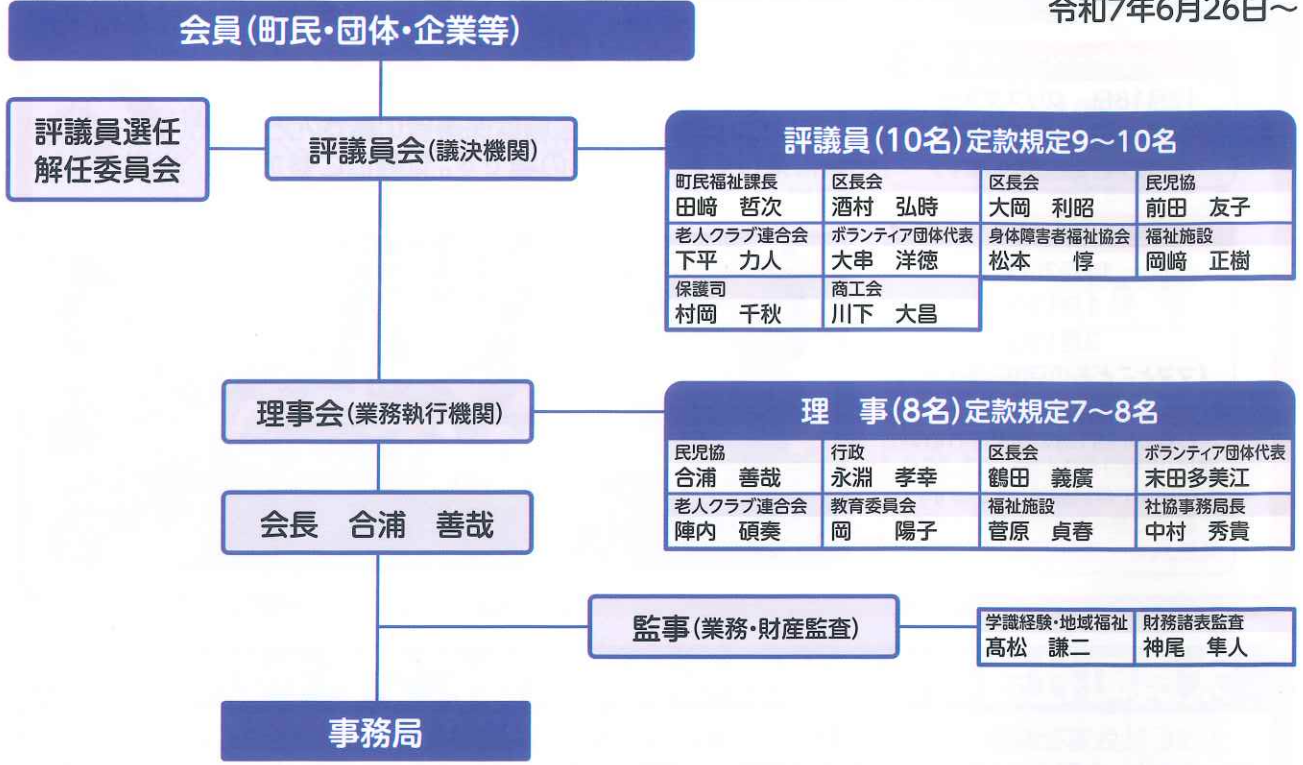 令和7年6月26日〜
会員(町民・団体・企業等)
評議員選任
解任委員会
評議員会(議決機関)
評議員(10名)定款規定9〜10名
町民福祉課長 区長会 区長会 民児協
田﨑 哲次 酒村 弘時 大岡 利昭 前田 友子
老人クラブ連合会 ボランティア団体代表 身体障害者福祉協会 福祉施設
下平 力人 大串 洋徳 松本 惇 岡﨑 正樹
保護司 商工会
村岡 千秋 川下 大昌
理事会(業務執行機関)
理 事(8名)定款規定7〜8名
民児協 行政 区長会 ボランティア団体代表
合浦 善哉 永淵 孝幸 鶴田 義廣 末田多美江
老人クラブ連合会 教育委員会 福祉施設 社協事務局長
陣内 碩奏 岡 陽子 菅原 貞春 中村 秀貴
会長 合浦 善哉
監事(業務・財産監査)
学識経験・地域福祉 財務諸表監査
髙松 謙二 神尾 隼人
事務局